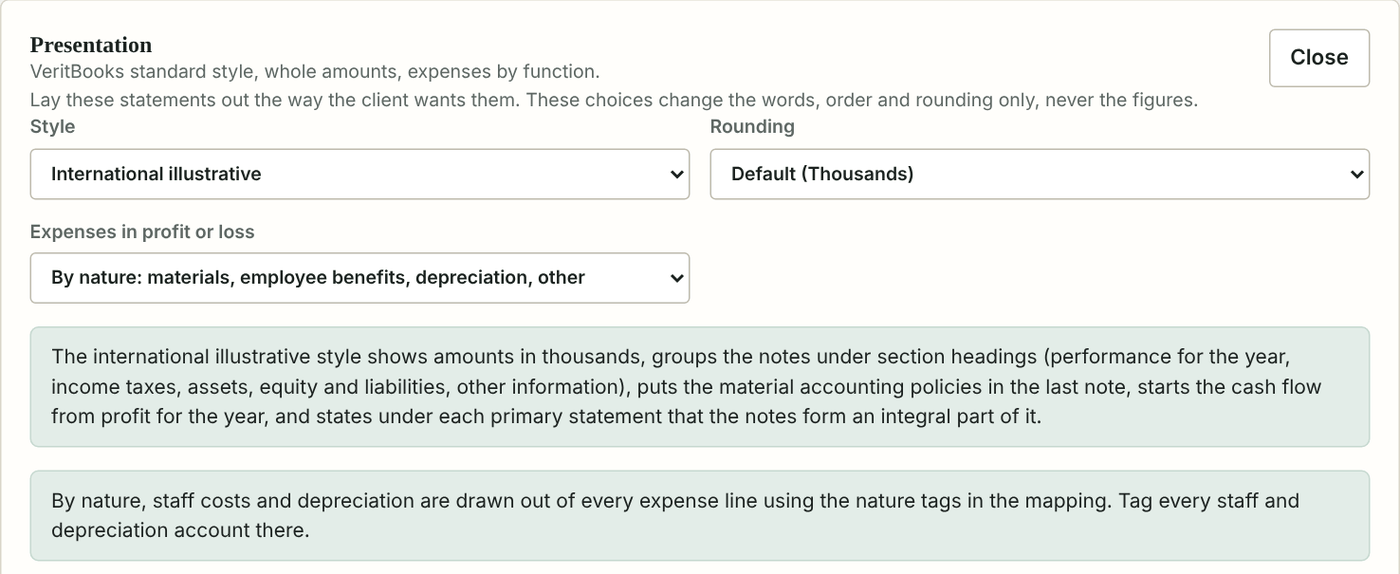 Presentation
Close
VeritBooks standard style, whole amounts, expenses by function.
Lay these statements out the way the client wants them. These choices change the words, order and rounding only, never the figures.
Style
Rounding
International illustrative
Default (Thousands)
Expenses in profit or loss
By nature: materials, employee benefits, depreciation, other
The international illustrative style shows amounts in thousands, groups the notes under section headings (performance for the year,
income taxes, assets, equity and liabilities, other information), puts the material accounting policies in the last note, starts the cash flow
from profit for the year, and states under each primary statement that the notes form an integral part of it.
By nature, staff costs and depreciation are drawn out of every expense line using the nature tags in the mapping. Tag every staff and
depreciation account there.